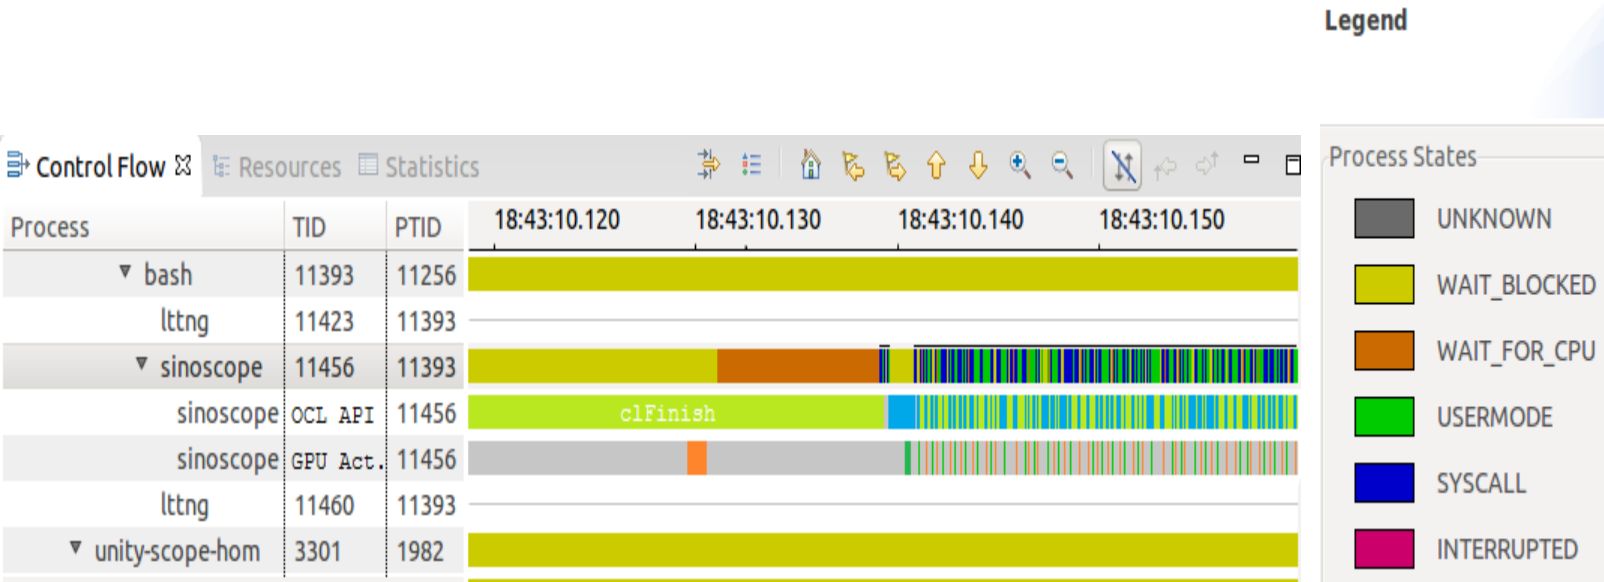 Legend
Control Flow Resources Statistics
Process States
Process TID PTID 18:43:10.120 18:43:10.130 18:43:10.140 18:43:10.150
UNKNOWN
bash 11393 11256
WAIT_BLOCKED
lttng 11423 11393
WAIT_FOR_CPU
sinoscope 11456 11393
sinoscope OCL API 11456 clFinish
USERMODE
sinoscope GPU Act. 11456
SYSCALL
lttng 11460 11393
unity-scope-hom 3301 1982
INTERRUPTED